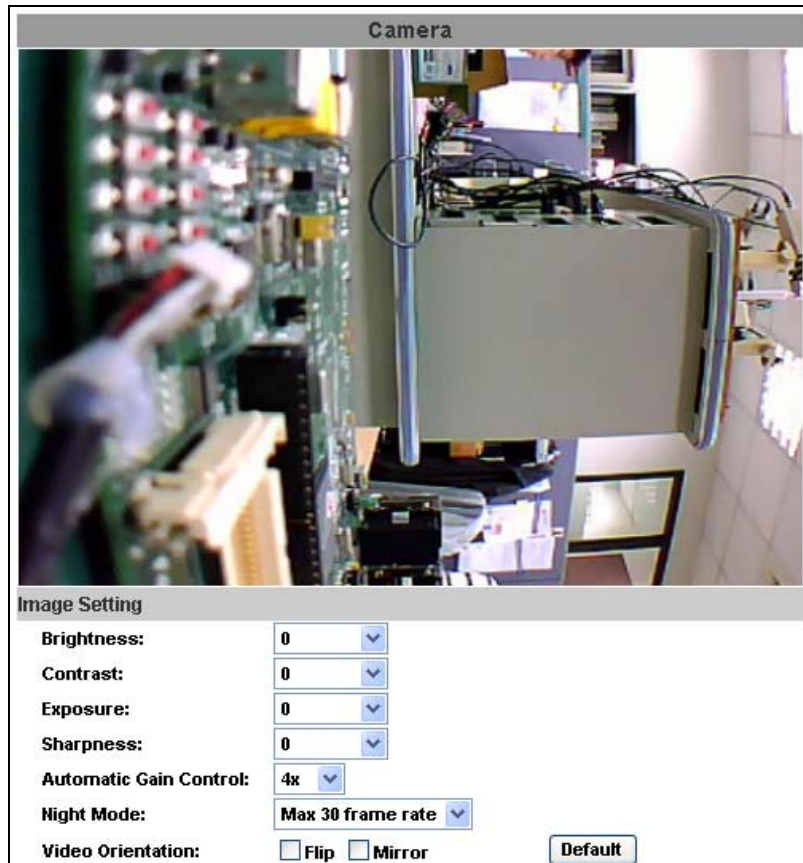 Camera
Image Setting
Brightness: 0
Contrast: 0
Exposure: 0
Sharpness: 0
Automatic Gain Control: 4x
Night Mode: Max 30 frame rate
Video Orientation: Flip Mirror Default